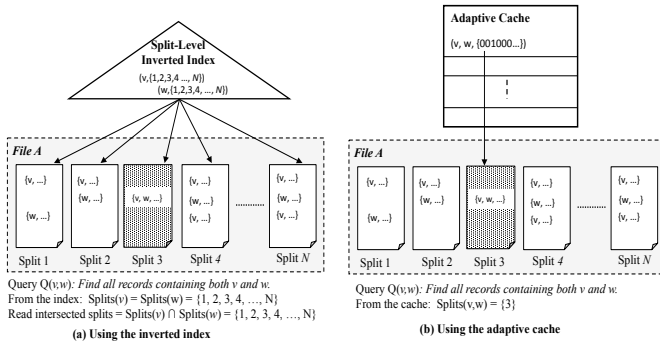 Split-Level
Inverted Index
(v,{1,2,3,4 ..., N})
(w,{1,2,3,4, ..., N})
File A
{v, ...}
{w, ...}
Split 1
{v, ...}
{w, ...}
Split 2
{v, w, ...}
Split 3
{v, ...}
{w, ...}
{v, ...}
Split 4
{w, ...}
{v, ...}
{v, ...}
Split N
Query Q(v,w): Find all records containing both v and w.
From the index: Splits(v) = Splits(w) = {1, 2, 3, 4, …, N}
Read intersected splits = Splits(v) ∩ Splits(w) = {1, 2, 3, 4, …, N}
(a) Using the inverted index
Adaptive Cache
(v, w, {001000...})
File A
{v, ...}
{w, ...}
Split 1
{v, ...}
{w, ...}
Split 2
{v, w, ...}
Split 3
{v, ...}
{w, ...}
{v, ...}
Split 4
{w, ...}
{v, ...}
{v, ...}
Split N
Query Q(v,w): Find all records containing both v and w.
From the cache: Splits(v,w) = {3}
(b) Using the adaptive cache